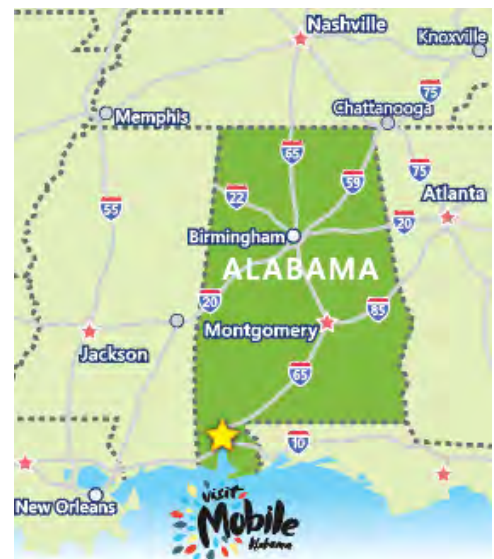 Nashville
Knoxville
75
Memphis
Chattanooga
65
59
75
22
55
Atlanta
20
Birmingham
ALABAMA
20
85
Montgomery
Jackson
65
10
New Orleans
visit
Mobile
Alabama